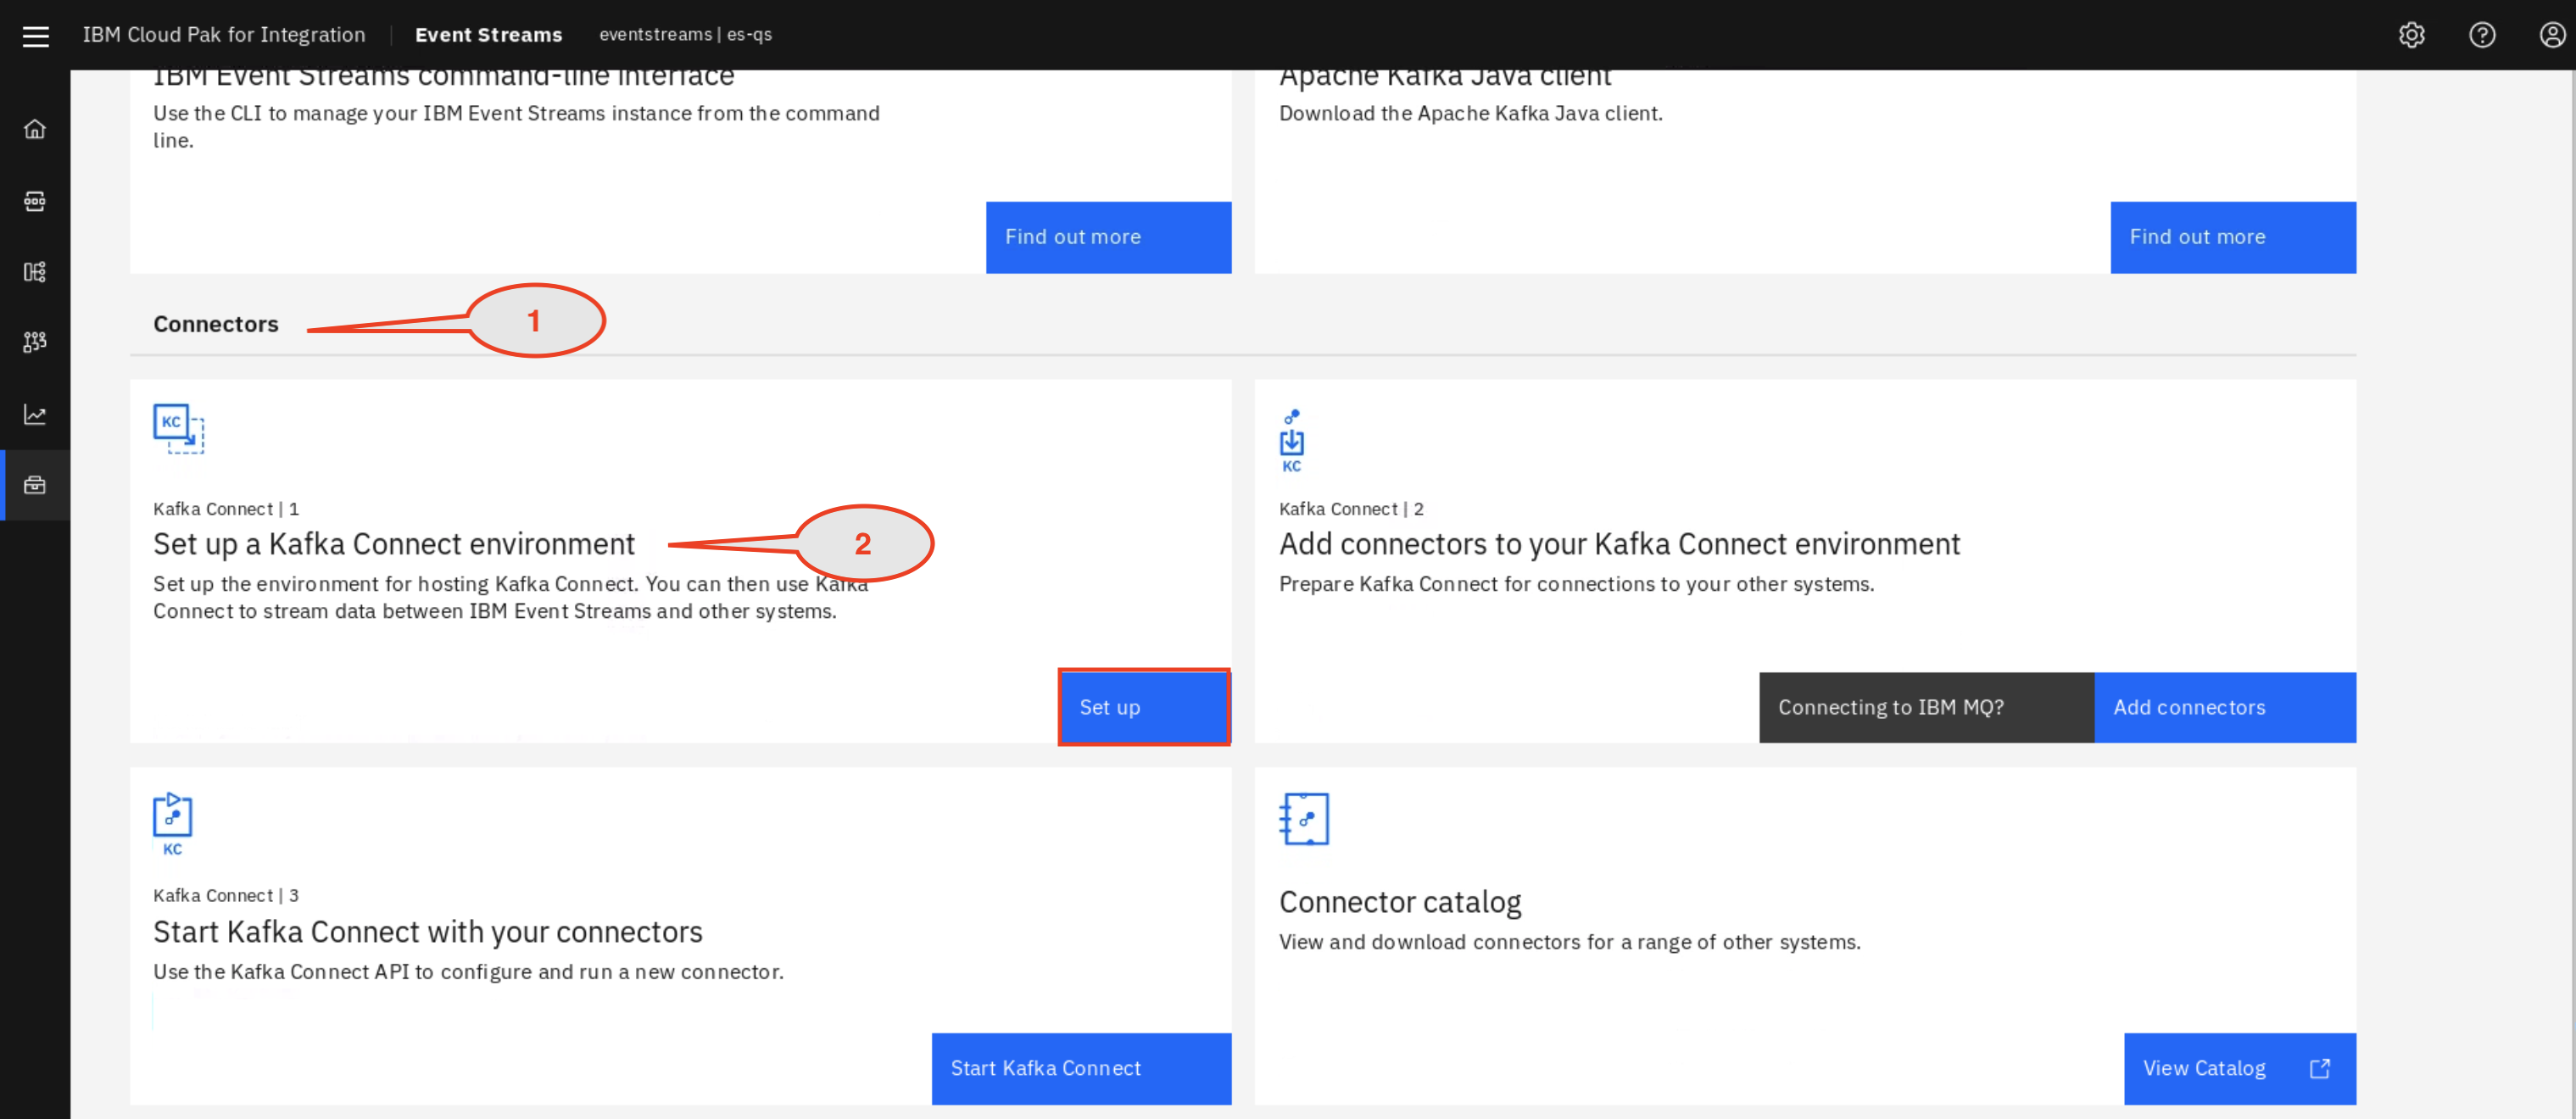 IBM Cloud Pak for Integration
Event Streams
eventstreams | es-qs
IBM Event Streams command-line interface
Use the CLI to manage your IBM Event Streams instance from the command
line.
Find out more
Apache Kafka Java client
Download the Apache Kafka Java client.
Find out more
Connectors
1
KC
Kafka Connect | 1
Set up a Kafka Connect environment
2
Set up the environment for hosting Kafka Connect. You can then use Kafka
Connect to stream data between IBM Event Streams and other systems.
Set up
KC
Kafka Connect | 2
Add connectors to your Kafka Connect environment
Prepare Kafka Connect for connections to your other systems.
Connecting to IBM MQ?
Add connectors
KC
Kafka Connect | 3
Start Kafka Connect with your connectors
Use the Kafka Connect API to configure and run a new connector.
Start Kafka Connect
Connector catalog
View and download connectors for a range of other systems.
View Catalog